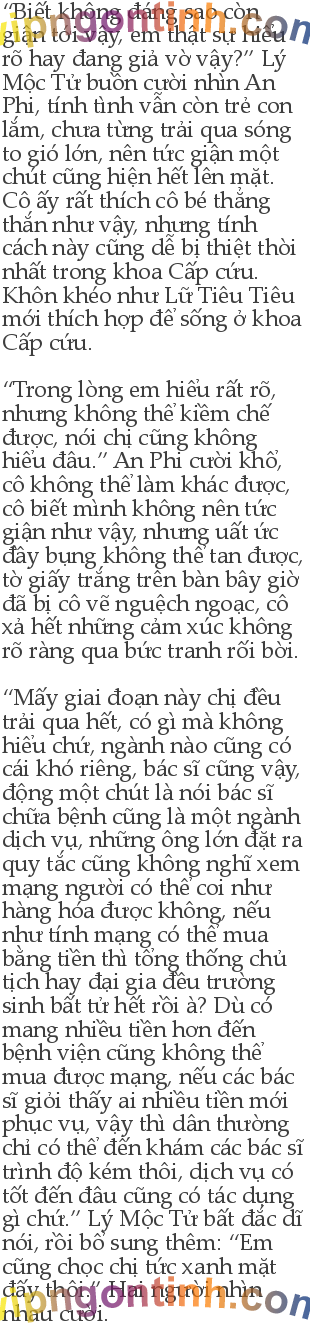 “Biết không đáng sao còn
giận tới vậy, em thật sự hiểu
rõ hay đang giả vờ vậy?” Lý
Mộc Tử buồn cười nhìn An
Phi, tính tình vẫn còn trẻ con
lắm, chưa từng trải qua sóng
to gió lớn, nên tức giận một
chút cũng hiện hết lên mặt.
Cô ấy rất thích cô bé thẳng
thắn như vậy, nhưng tính
cách này cũng dễ bị thiệt thòi
nhất trong khoa Cấp cứu.
Khôn khéo như Lữ Tiêu Tiêu
mới thích hợp để sống ở khoa
Cấp cứu.
“Trong lòng em hiểu rất rõ,
nhưng không thể kiềm chế
được, nói chị cũng không
hiểu đâu.” An Phi cười khổ,
cô không thể làm khác được,
cô biết mình không nên tức
giận như vậy, nhưng uất ức
đầy bụng không thể tan được,
tờ giấy trắng trên bàn bây giờ
đã bị cô vẽ nguệch ngoạc, cô
xả hết những cảm xúc không
rõ ràng qua bức tranh rối bời.
“Mấy giai đoạn này chị đều
trải qua hết, có gì mà không
hiểu chứ, ngành nào cũng có
cái khó riêng, bác sĩ cũng vậy,
động một chút là nói bác sĩ
chữa bệnh cũng là một ngành
dịch vụ, những ông lớn đặt ra
quy tắc cũng không nghĩ xem
mạng người có thể coi như
hàng hóa được không, nếu
như tính mạng có thể mua
bằng tiền thì tổng thống chủ
tịch hay đại gia đều trường
sinh bất tử hết rồi à? Dù có
mang nhiều tiền hơn đến
bệnh viện cũng không thể
mua được mạng, nếu các bác
sĩ giỏi thấy ai nhiều tiền mới
phục vụ, vậy thì dân thường
chỉ có thể đến khám các bác sĩ
trình độ kém thôi, dịch vụ có
tốt đến đâu cũng có tác dụng
gì chứ.” Lý Mộc Tử bất đắc dĩ
nói, rồi bổ sung thêm: “Em
cũng chọc chị tức xanh mặt
đấy thôi.” Hai người nhìn
nhau cười.
vipngontinh.com
vipngontinh.com